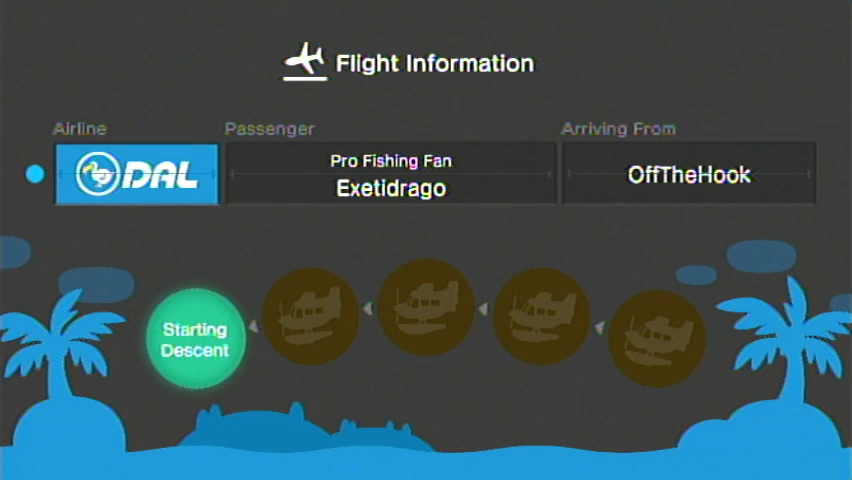 Flight Information
Airline
Passenger
Arriving From
DAL
Pro Fishing Fan
Exetidrago
OffTheHook
Starting
Descent